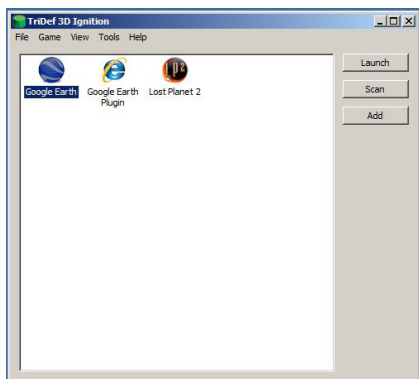 TriDef 3D Ignition
File Game View Tools Help
Launch
Scan
Add
Google Earth
Google Earth Plugin
Lost Planet 2
LP2